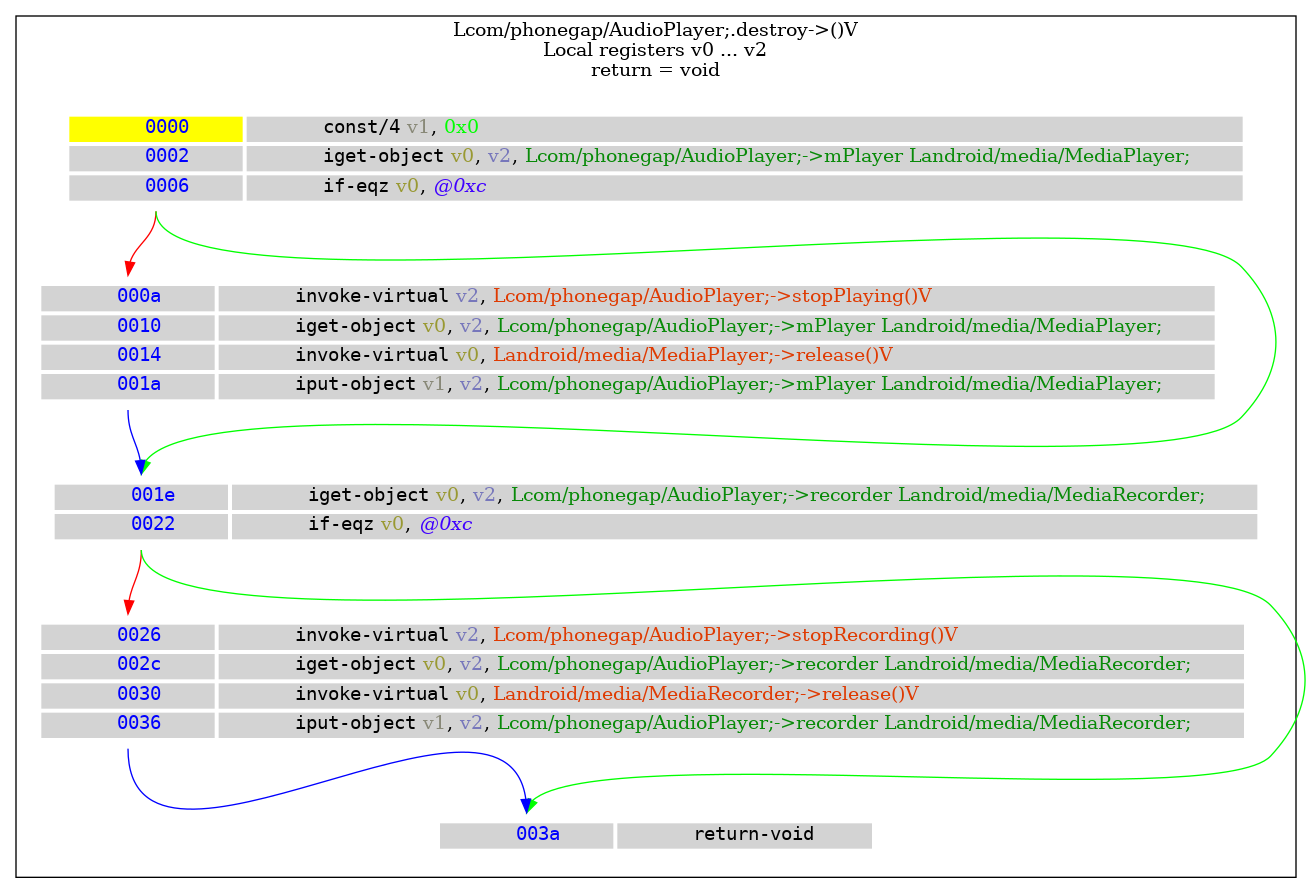 Lcom/phonegap/AudioPlayer;.destroy->()V
Local registers v0 ... v2
return = void
0000 const/4 v1, 0x0
0002 iget-object v0, v2, Lcom/phonegap/AudioPlayer;->mPlayer Landroid/media/MediaPlayer;
0006 if-eqz v0, @0xc
000a invoke-virtual v2, Lcom/phonegap/AudioPlayer;->stopPlaying()V
0010 iget-object v0, v2, Lcom/phonegap/AudioPlayer;->mPlayer Landroid/media/MediaPlayer;
0014 invoke-virtual v0, Landroid/media/MediaPlayer;->release()V
001a iput-object v1, v2, Lcom/phonegap/AudioPlayer;->mPlayer Landroid/media/MediaPlayer;
001e iget-object v0, v2, Lcom/phonegap/AudioPlayer;->recorder Landroid/media/MediaRecorder;
0022 if-eqz v0, @0xc
0026 invoke-virtual v2, Lcom/phonegap/AudioPlayer;->stopRecording()V
002c iget-object v0, v2, Lcom/phonegap/AudioPlayer;->recorder Landroid/media/MediaRecorder;
0030 invoke-virtual v0, Landroid/media/MediaRecorder;->release()V
0036 iput-object v1, v2, Lcom/phonegap/AudioPlayer;->recorder Landroid/media/MediaRecorder;
003a return-void